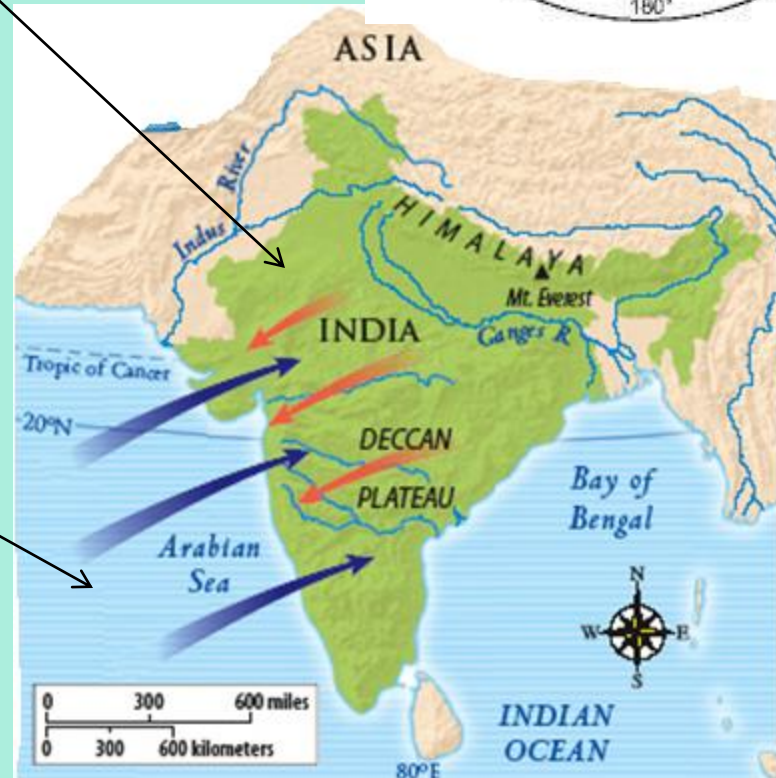 180°
ASIA
Indus River
HIMALAYA
Mt. Everest
INDIA
Ganges R
Tropic of Cancer
20°N
DECCAN
PLATEAU
Bay of
Bengal
Arabian
Sea
N
W E
S
0 300 600 miles
0 300 600 kilometers
INDIAN
OCEAN
80°E